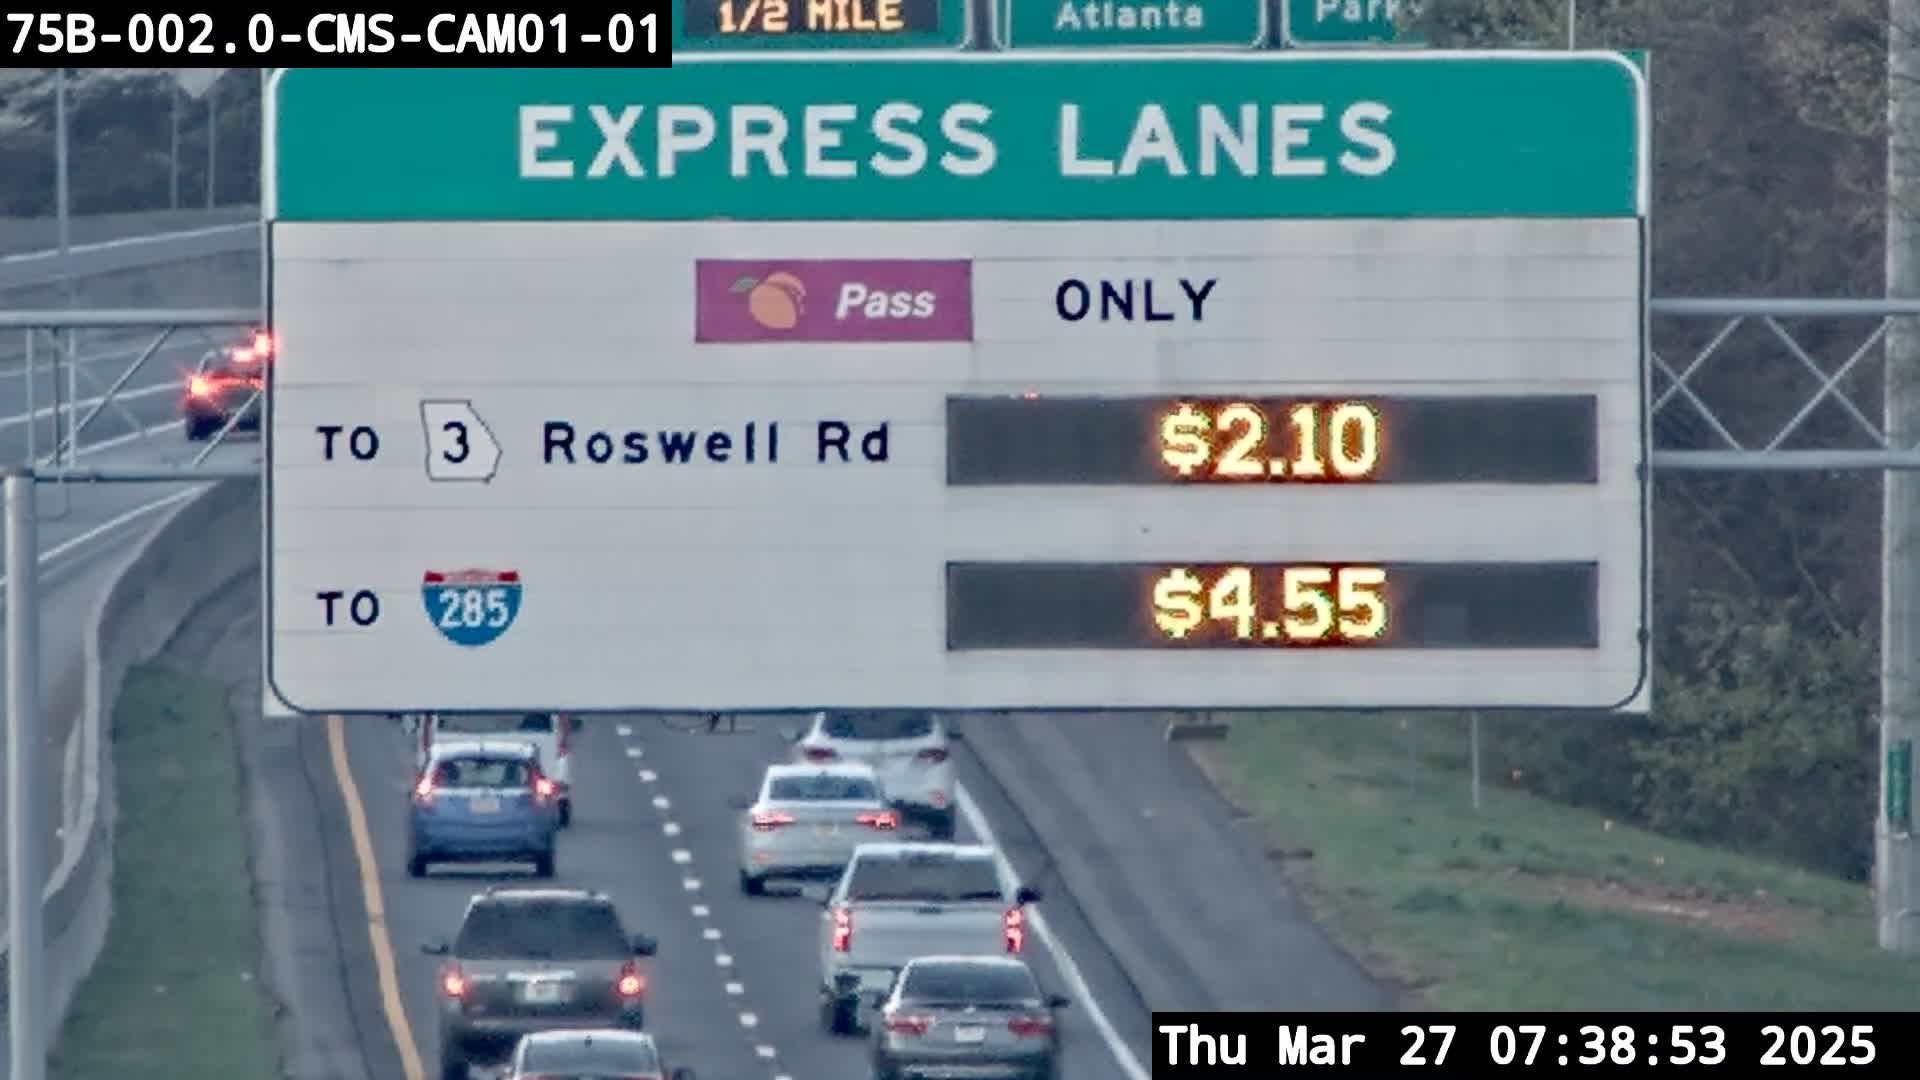 75B-002.0-CMS-CAM01-01
1/2 MILE
Atlanta
EXPRESS LANES
Pass ONLY
TO 3 Roswell Rd $2.10
TO 285 $4.55
Thu Mar 27 07:38:53 2025